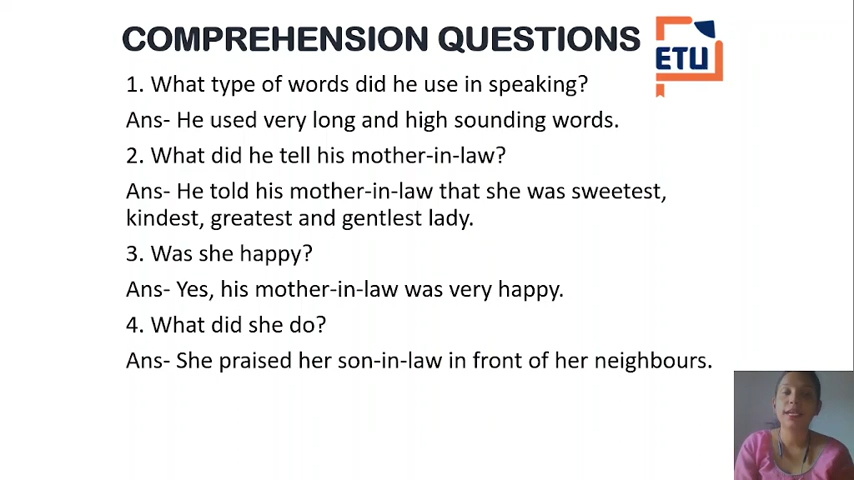 COMPREHENSION QUESTIONS
ETU
1. What type of words did he use in speaking?
Ans- He used very long and high sounding words.
2. What did he tell his mother-in-law?
Ans- He told his mother-in-law that she was sweetest,
kindest, greatest and gentlest lady.
3. Was she happy?
Ans- Yes, his mother-in-law was very happy.
4. What did she do?
Ans- She praised her son-in-law in front of her neighbours.